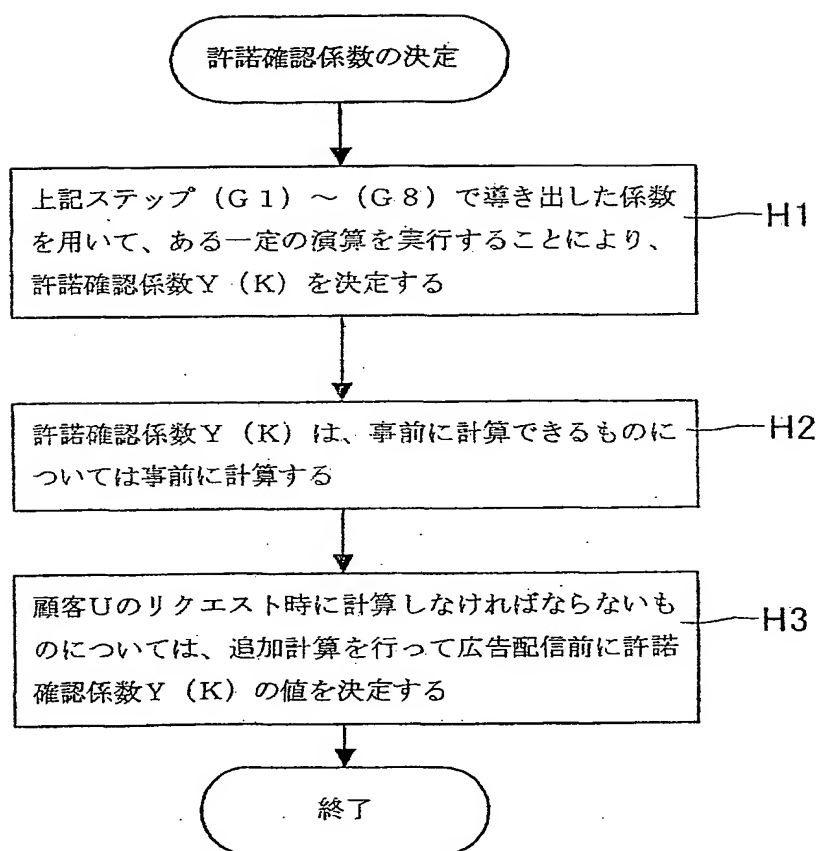 許諾確認係数の決定
上記ステップ（G１）～（G８）で導き出した係数
を用いて、ある一定の演算を実行することにより、
許諾確認係数Y（K）を決定する
H1
許諾確認係数Y（K）は、事前に計算できるものに
ついては事前に計算する
H2
顧客Uのリクエスト時に計算しなければならないも
のについては、追加計算を行って広告配信前に許諾
確認係数Y（K）の値を決定する
H3
終了